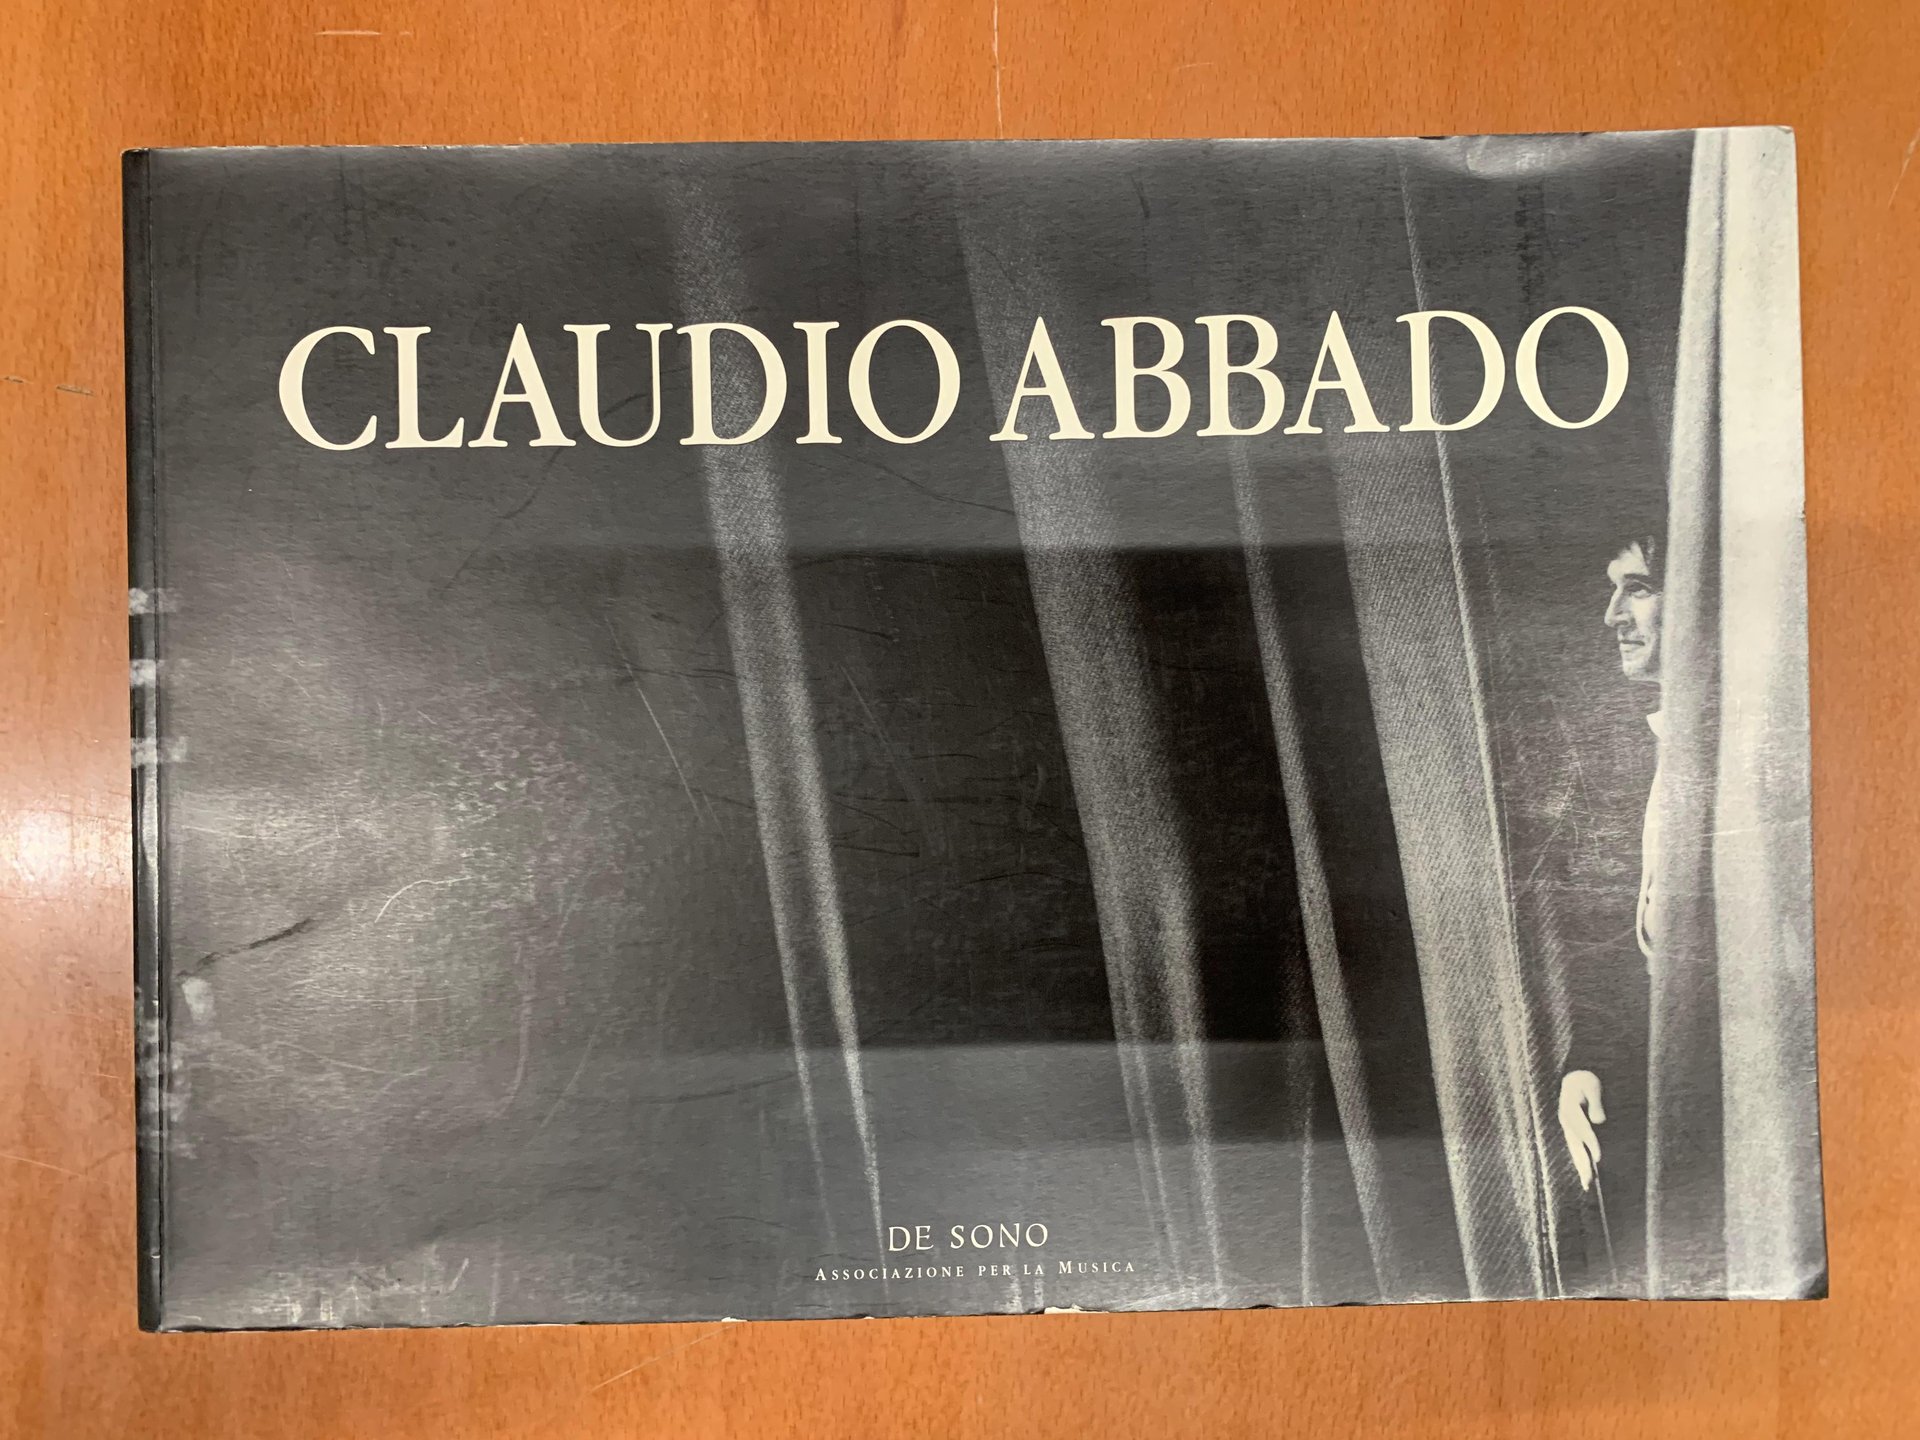 CLAUDIO ABBADO
DE SONO
ASSOCIAZIONE PER LA MUSICA